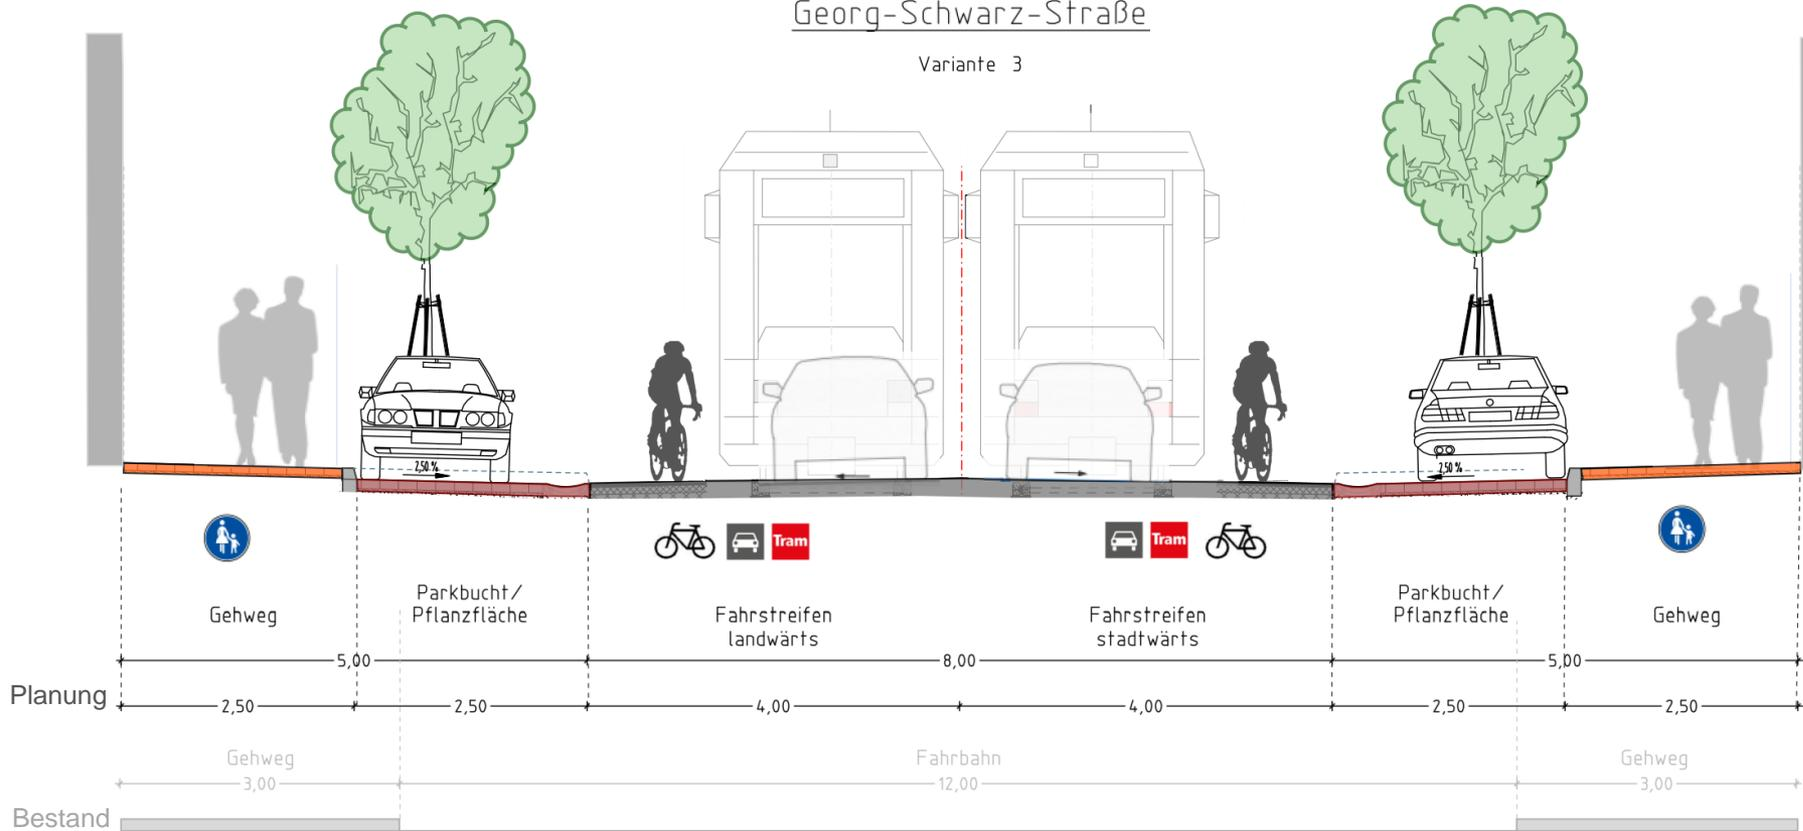 Georg-Schwarz-Straße
Variante 3
2,50 %
2,50 %
Tram
Tram
Gehweg
Parkbucht/
Pflanzfläche
Fahrstreifen
landwärts
Fahrstreifen
stadtwärts
Parkbucht/
Pflanzfläche
Gehweg
5,00
8,00
5,00
Planung
2,50
2,50
4,00
4,00
2,50
2,50
Gehweg
Fahrbahn
Gehweg
3,00
12,00
3,00
Bestand